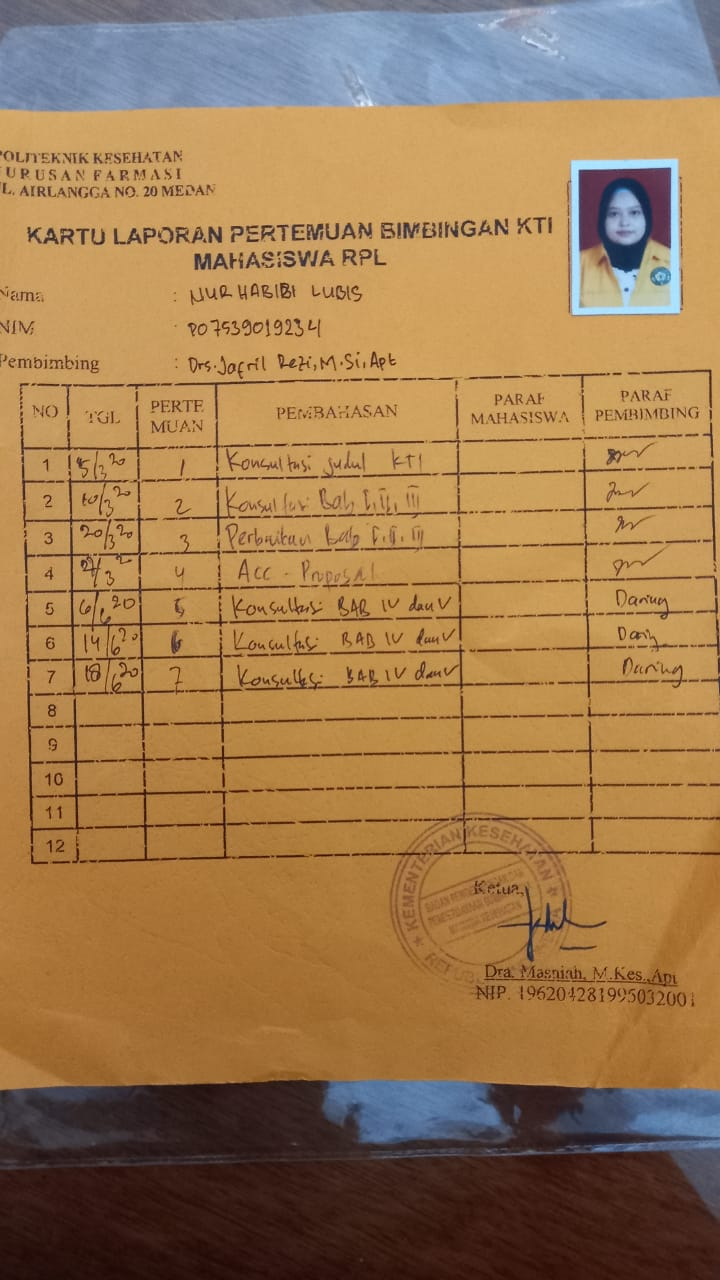 POLITEKNIK KESEHATAN
JURUSAN FARMASI
JL. AIRLANGGA NO. 20 MEDAN
KARTU LAPORAN PERTEMUAN BIMBINGAN KTI
MAHASISWA RPL
Nama : NUR HABIBI LUBIS
NIM : P07539019234
Pembimbing : Drs. Jafril Rezi, M.Si, Apt
NO TGL PERTE MUAN PEMBAHASAN PARAF MAHASISWA PARAF PEMBIMBING
1 5/3 20 1 Konsultasi judul KTI
2 10/3 20 2 Konsultasi Bab I, II, III
3 20/3 20 3 Perbaikan Bab I, II, III
4 4 Acc - Proposal
5 6/6 20 5 Konsultasi BAB IV dan V Daring
6 14/6 20 6 Konsultasi BAB IV dan V Daring
7 18/6 20 7 Konsultasi BAB IV dan V Daring
8
9
10
11
12
KEMENTERIAN KESEHATAN
Ketua,
Dra. Masniah, M.Kes., Apt
NIP. 196204281995032001